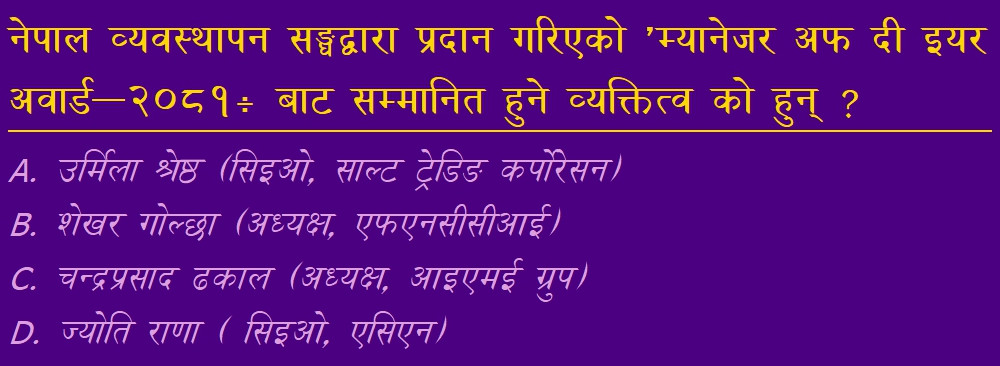 नेपाल व्यवस्थापन सङ्घद्वारा प्रदान गरिएको 'म्यानेजर अफ दी इयर
अवार्ड—२०८१÷ बाट सम्मानित हुने व्यक्तित्व को हुन् ?
A. उर्मिला श्रेष्ठ (सिइओ, साल्ट ट्रेडिङ कर्पोरेसन)
B. शेखर गोल्छा (अध्यक्ष, एफएनसीसीआई)
C. चन्द्रप्रसाद ढकाल (अध्यक्ष, आइएमई ग्रुप)
D. ज्योति राणा ( सिइओ, एसिएन)